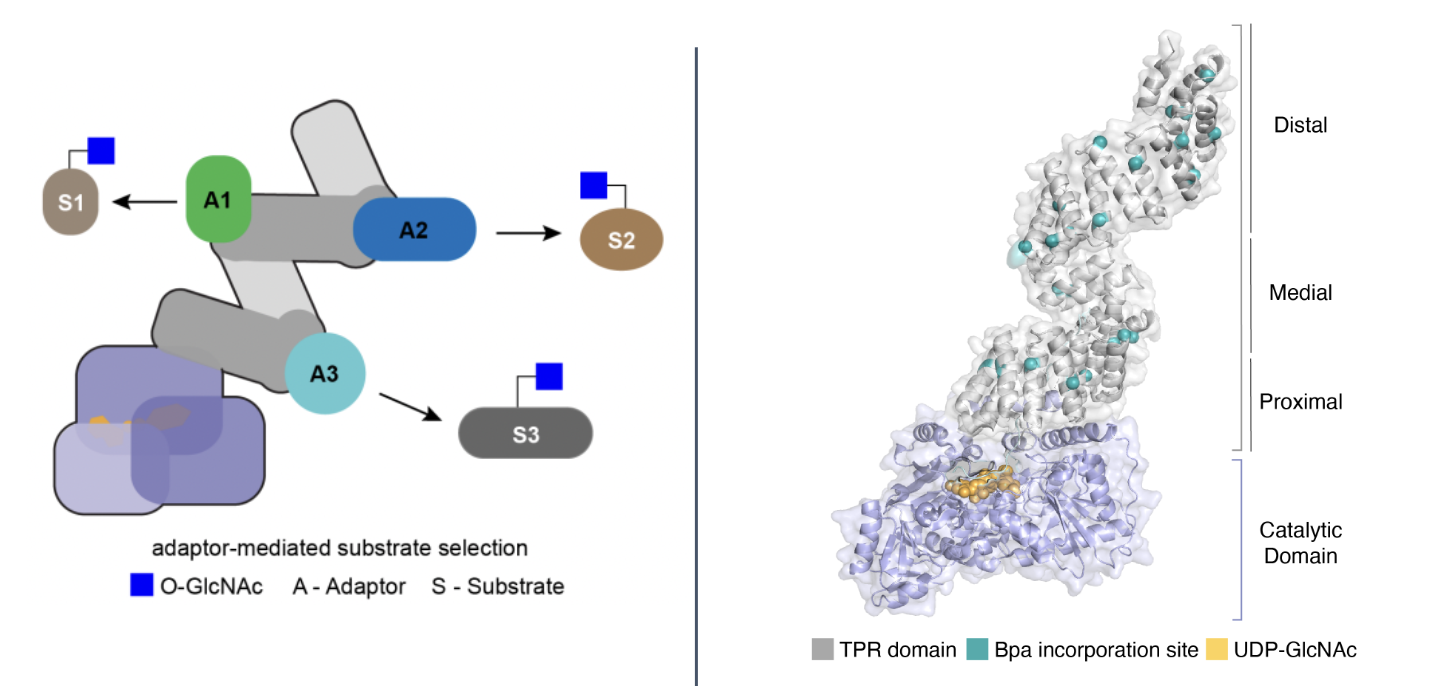 S1
A1
A2
S2
A3
S3
adaptor-mediated substrate selection
O-GlcNAc A - Adaptor S - Substrate
Distal
Medial
Proximal
Catalytic
Domain
TPR domain Bpa incorporation site UDP-GlcNAc